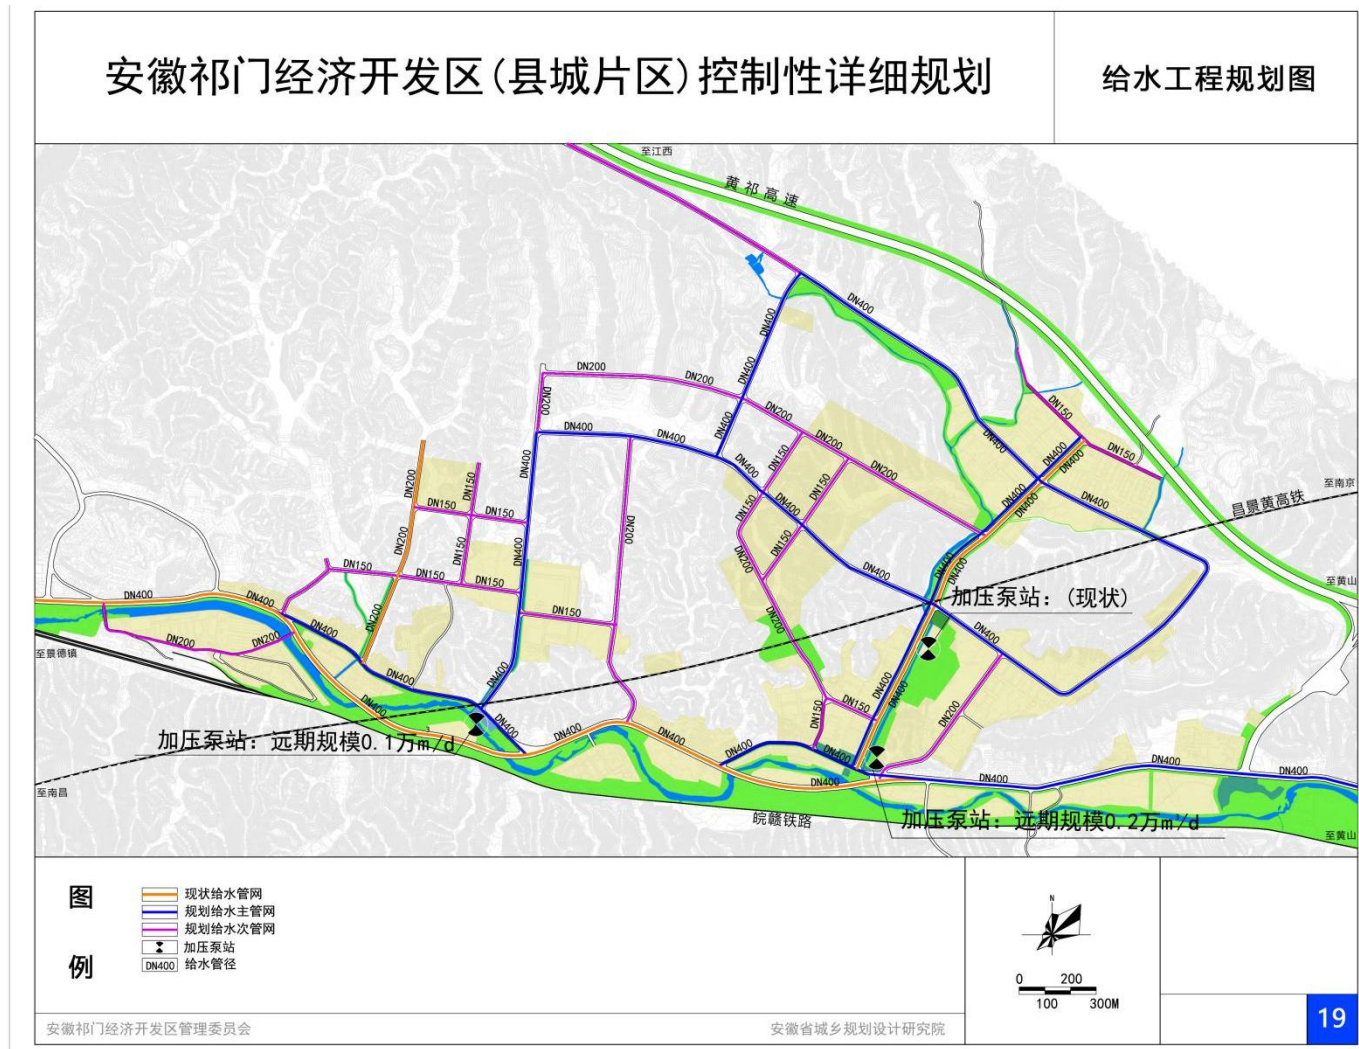 安徽祁门经济开发区(县城片区)控制性详细规划
给水工程规划图
至江西
黄祁高速
DN400
DN400
DN400
DN200
DN200
DN200
DN200
DN200
DN200
DN400
DN400
DN400
DN400
DN400
DN400
DN150
DN150
DN150
DN150
DN150
DN400
DN400
DN400
DN400
DN400
DN400
至南京
昌景黄高铁
DN200
DN150
DN150
DN400
DN200
DN150
DN200
DN150
DN150
DN150
DN150
DN400
DN200
DN150
DN400
DN400
DN400
至黄山
加压泵站：(现状)
DN400
DN400
DN400
DN200
DN200
DN200
DN200
DN400
至景德镇
DN400
DN400
DN400
DN400
DN150
DN150
DN400
DN400
DN200
DN400
DN400
DN400
DN400
DN400
DN400
DN400
DN400
DN400
加压泵站：远期规模0.1万m³/d
加压泵站：远期规模0.2万m³/d
至南昌
皖赣铁路
至黄山
图
例
现状给水管网
规划给水主管网
规划给水次管网
加压泵站
DN400 给水管径
N
0 200
100 300M
安徽祁门经济开发区管理委员会
安徽省城乡规划设计研究院
19